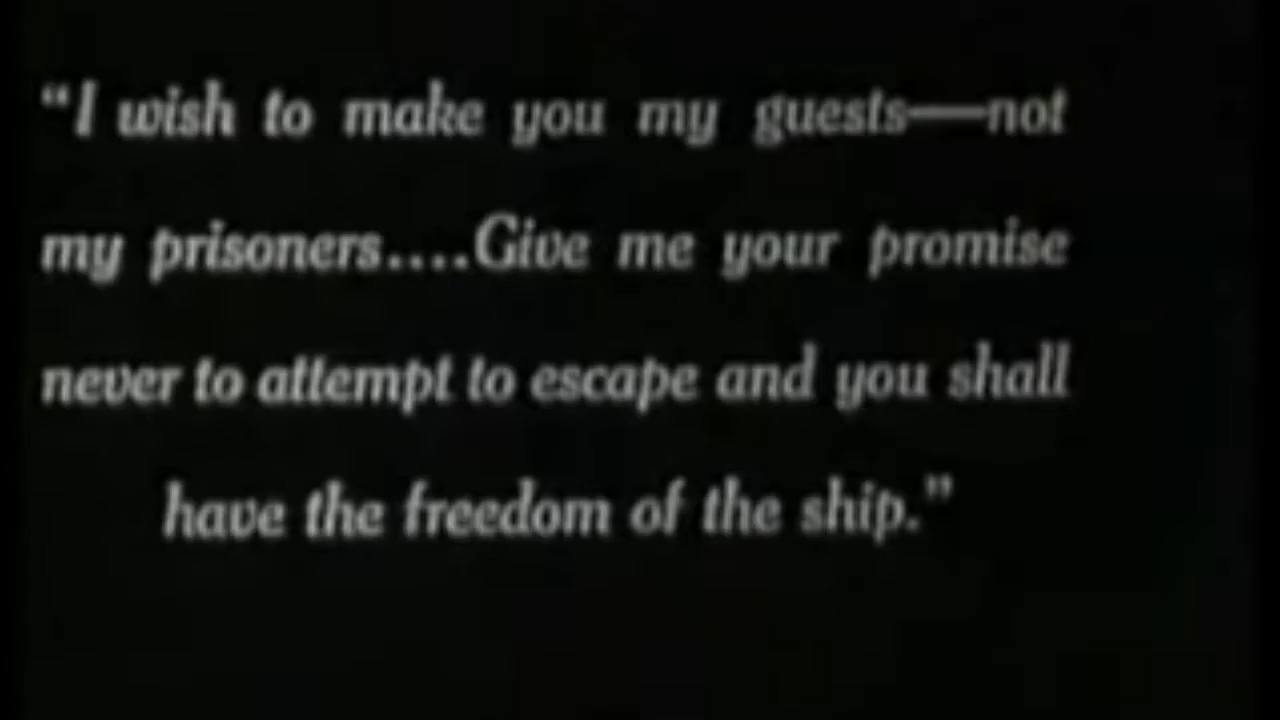 “I wish to make you my guests—not
my prisoners....Give me your promise
never to attempt to escape and you shall
have the freedom of the ship.”